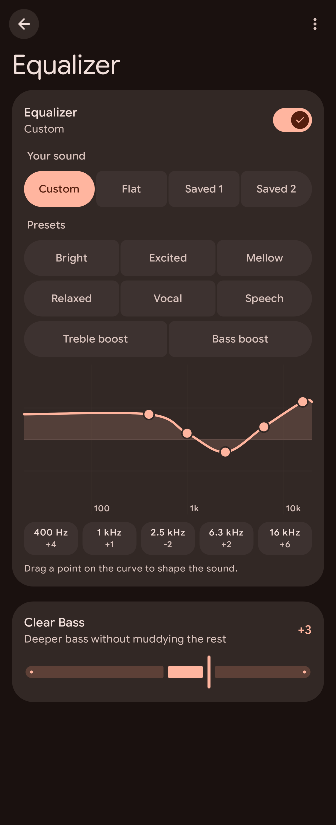 Equalizer
Equalizer
Custom
Your sound
Custom Flat Saved 1 Saved 2
Presets
Bright Excited Mellow
Relaxed Vocal Speech
Treble boost Bass boost
100 1k 10k
400 Hz 1 kHz 2.5 kHz 6.3 kHz 16 kHz
+4 +1 -2 +2 +6
Drag a point on the curve to shape the sound.
Clear Bass
Deeper bass without muddying the rest
+3